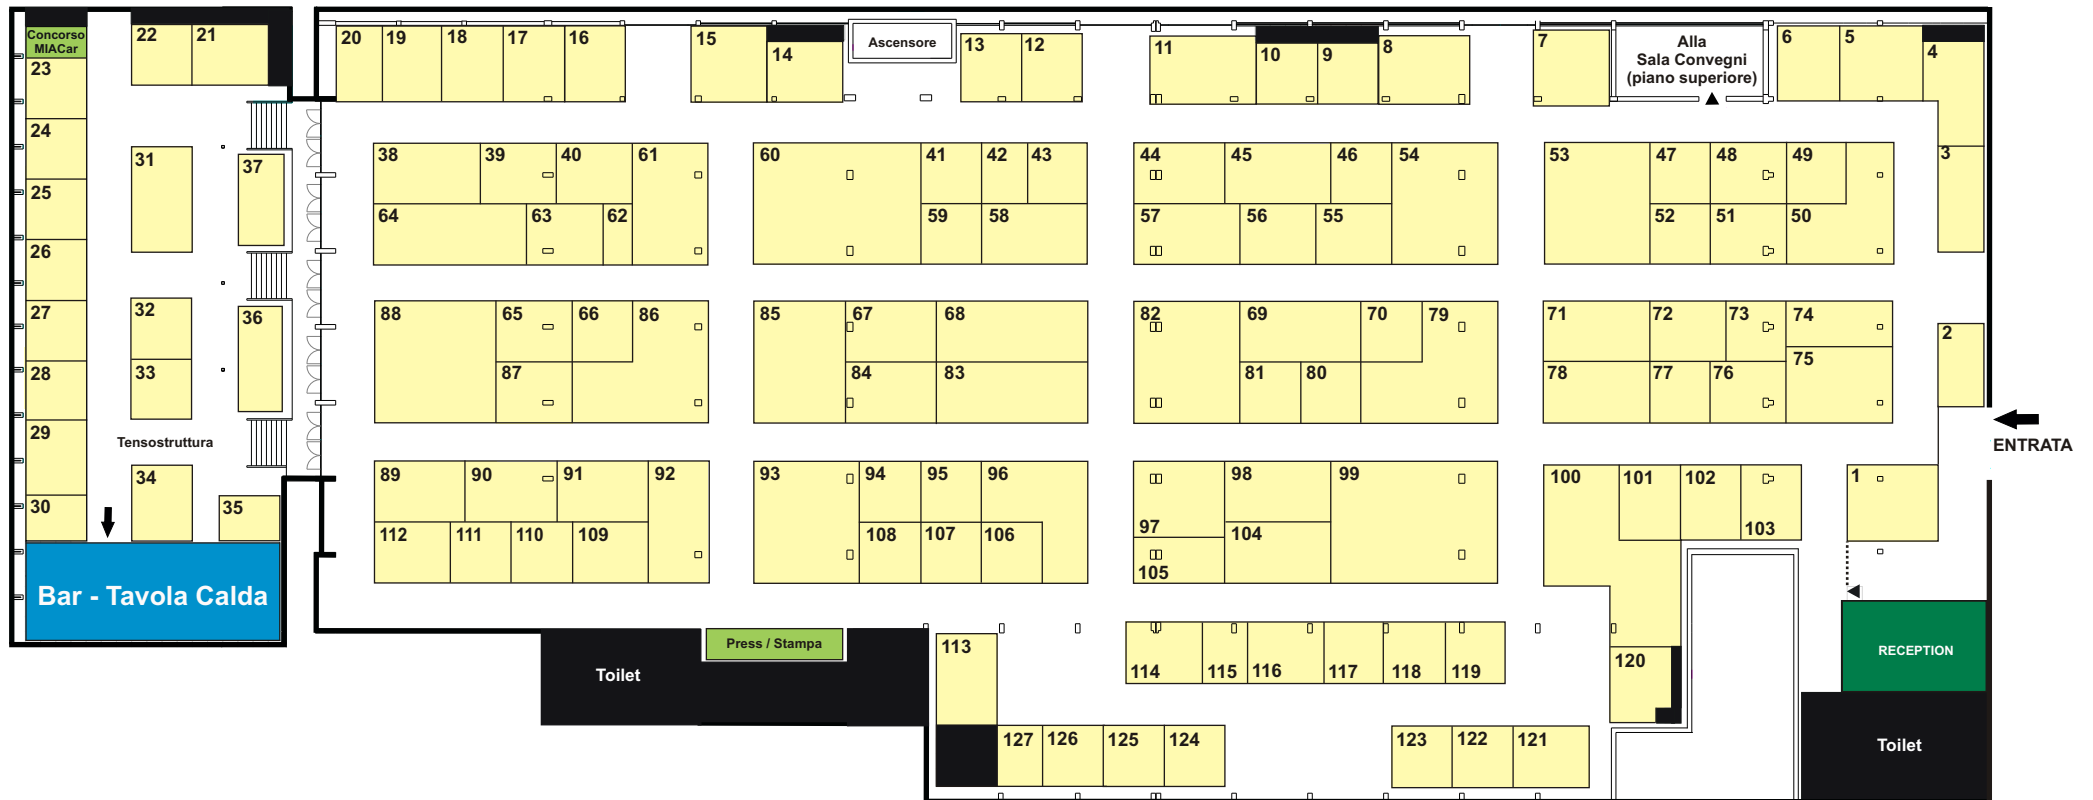 Concorso
MIACar
22 21
20 19 18 17 16
15
14
Ascensore
13 12
11
10 9 8
7
Alla
Sala Convegni
(piano superiore)
6 5
4
23
24
25
26
27
28
29
30
31
32
33
34
35
36
37
Tensostruttura
Bar - Tavola Calda
38 39 40 61
64 63 62
60 41 42 43
59 58
44 45 46 54
57 56 55
53 47 48 49
52 51 50
3
88 65 66 86
87
85 67 68
84 83
82 69 70 79
81 80
71 72 73 74
75
78 77 76
2
ENTRATA
89 90 91 92
112 111 110 109
93 94 95 96
108 107 106
98 99
97
104
105
100 101 102
103
1
Toilet
Press / Stampa
113
114 115 116 117 118 119
120
RECEPTION
127 126 125 124
123 122 121
Toilet